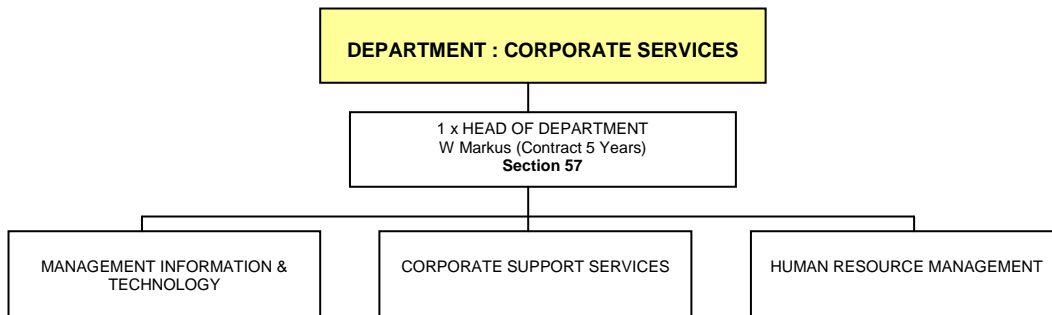 DEPARTMENT : CORPORATE SERVICES
1 x HEAD OF DEPARTMENT
W Markus (Contract 5 Years)
Section 57
MANAGEMENT INFORMATION &
TECHNOLOGY
CORPORATE SUPPORT SERVICES
HUMAN RESOURCE MANAGEMENT